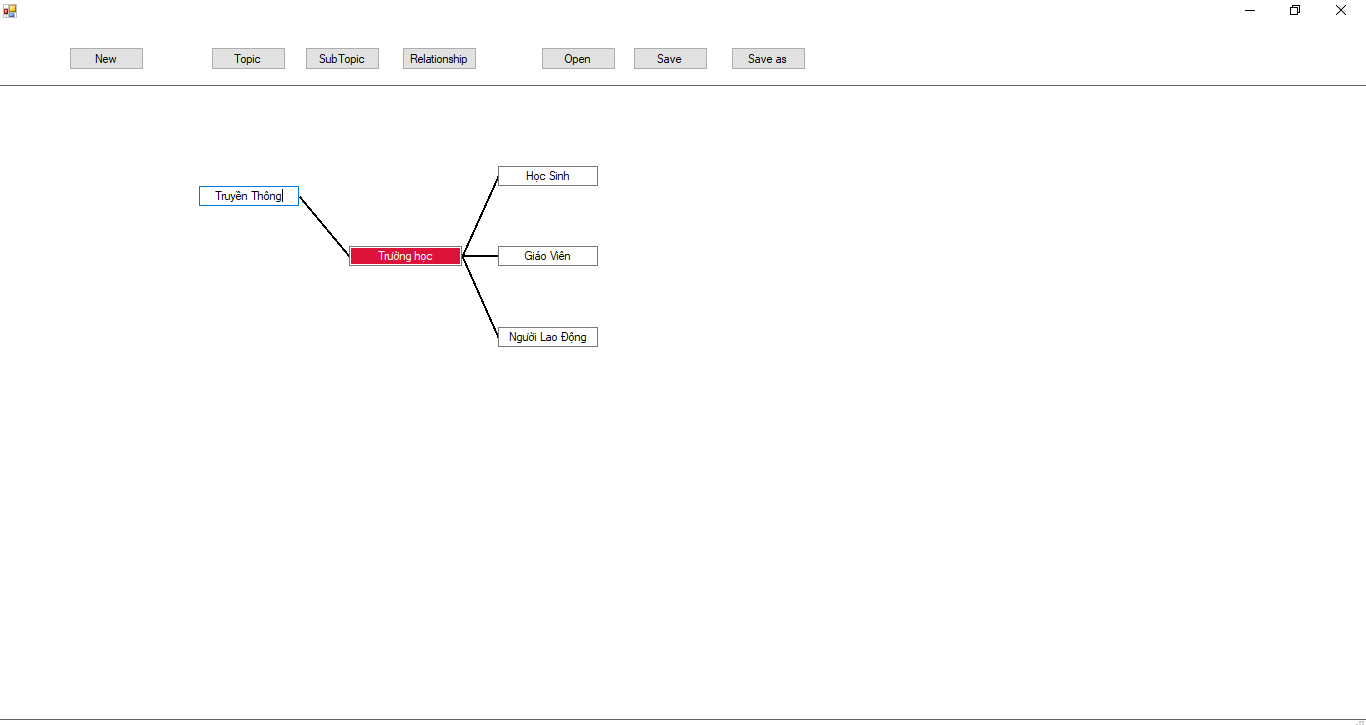 New
Topic
SubTopic
Relationship
Open
Save
Save as
Học Sinh
Truyền Thông
Trường học
Giáo Viên
Người Lao Động